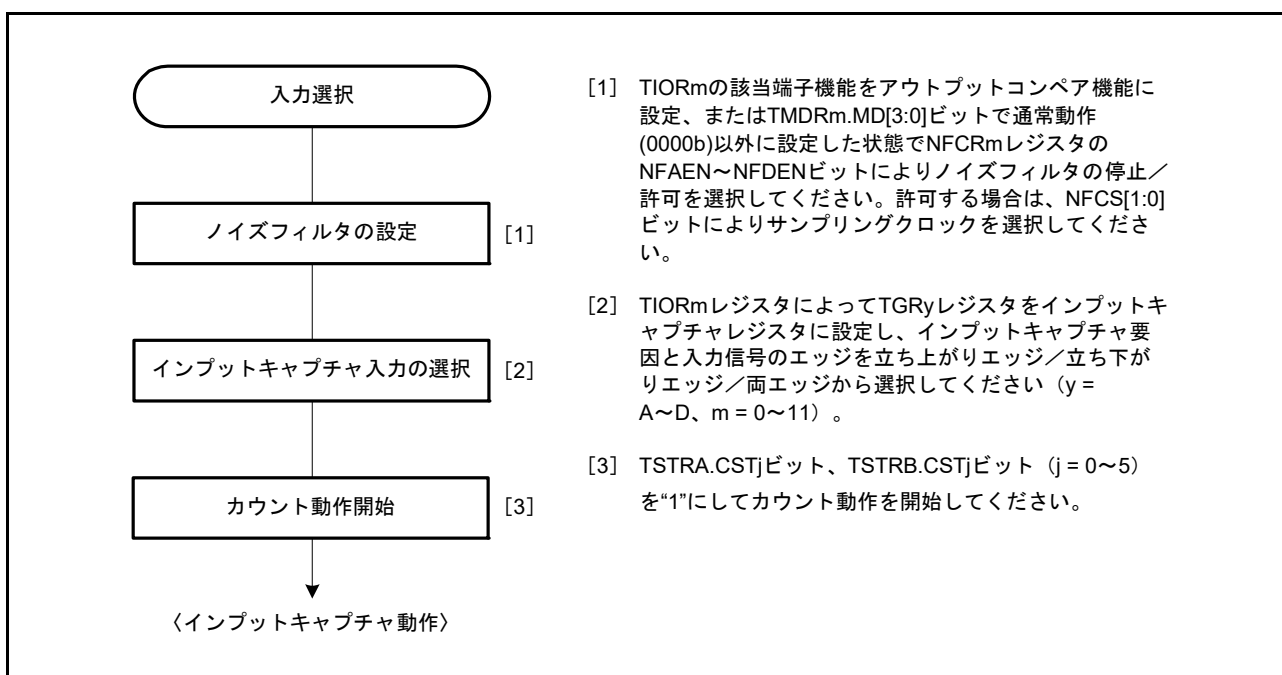 入力選択
ノイズフィルタの設定
[1]
インプットキャプチャ入力の選択
[2]
カウント動作開始
[3]
〈インプットキャプチャ動作〉
[1] TIORmの該当端子機能をアウトプットコンペア機能に
設定、またはTMDRm.MD[3:0]ビットで通常動作
(0000b)以外に設定した状態でNFCRmレジスタの
NFAEN～NFDENビットによりノイズフィルタの停止／
許可を選択してください。許可する場合は、NFCS[1:0]
ビットによりサンプリングクロックを選択してくださ
い。
[2] TIORmレジスタによってTGRyレジスタをインプットキ
ャプチャレジスタに設定し、インプットキャプチャ要
因と入力信号のエッジを立ち上がりエッジ／立ち下が
りエッジ／両エッジから選択してください（y =
A～D、m = 0～11）。
[3] TSTRA.CSTjビット、TSTRB.CSTjビット（j = 0～5）
を“1”にしてカウント動作を開始してください。